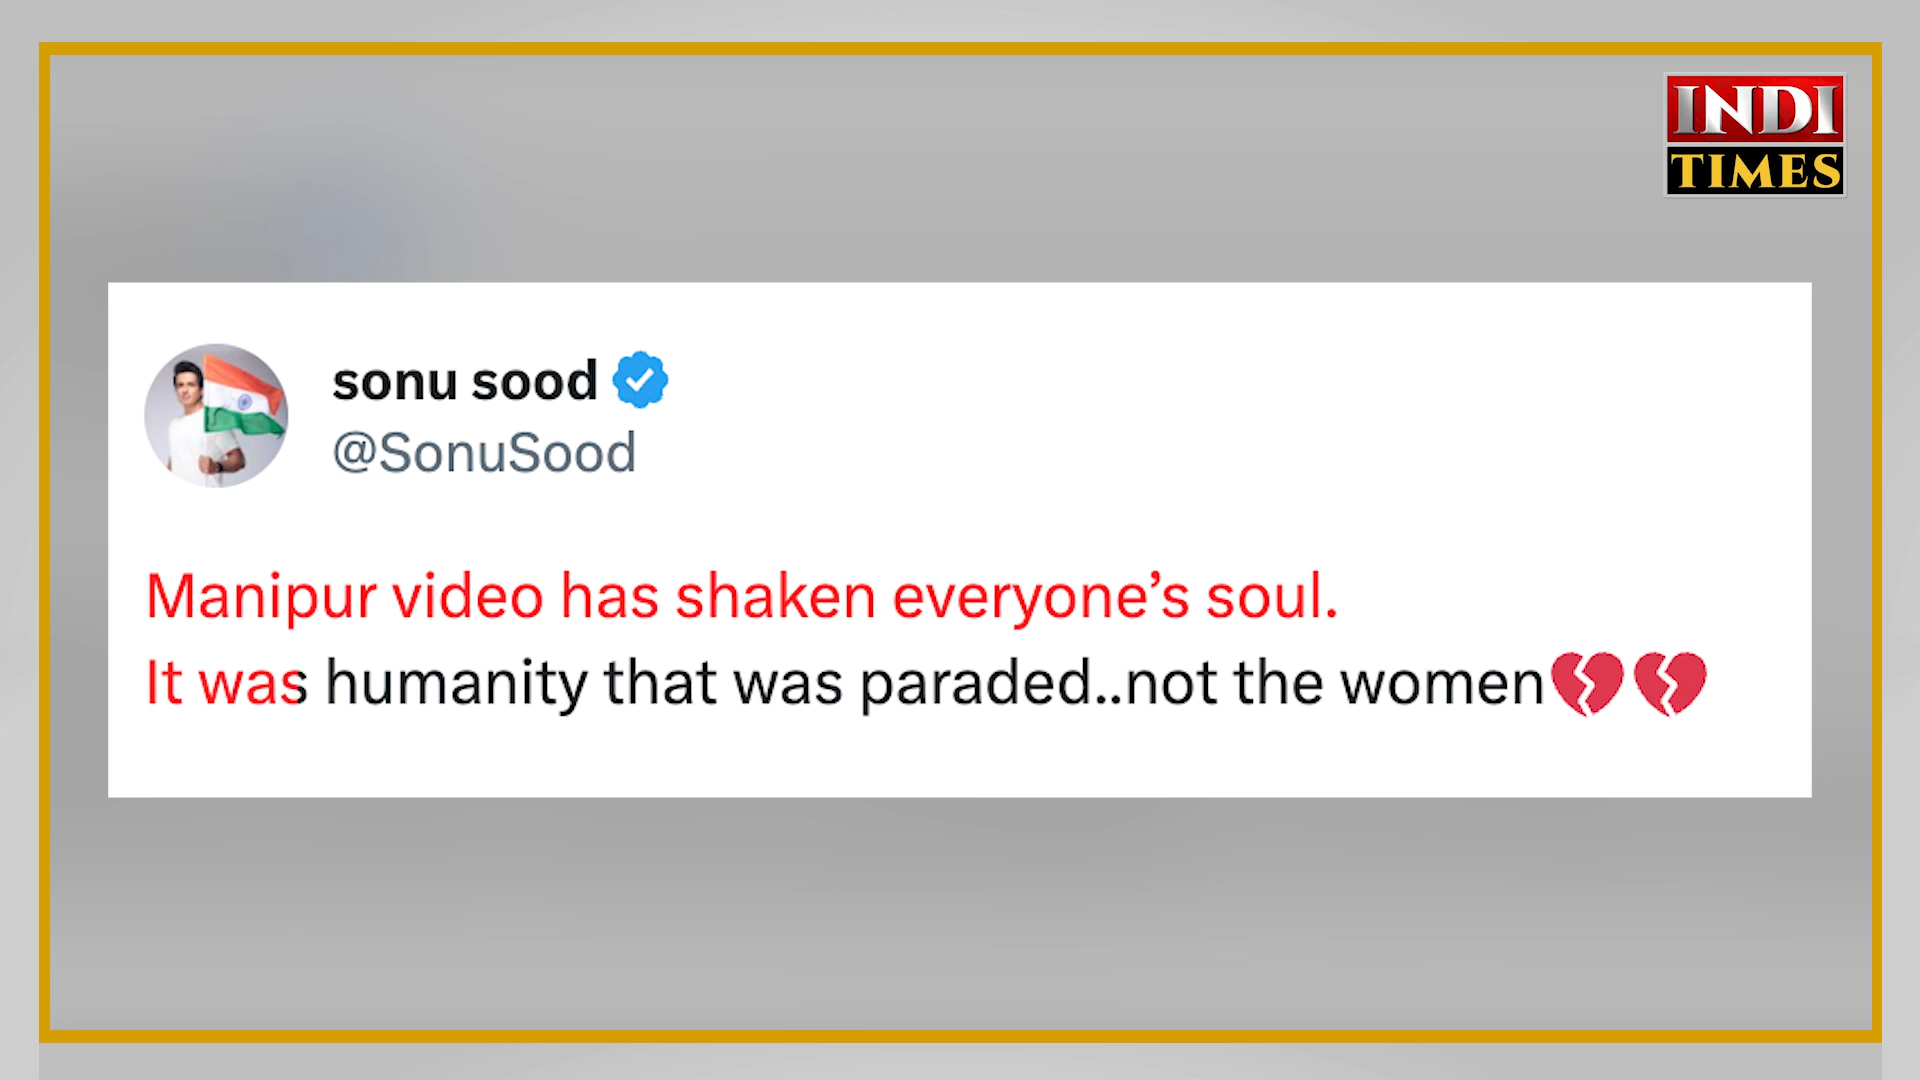 INDI
TIMES
sonu sood
@SonuSood
Manipur video has shaken everyone’s soul.
It was humanity that was paraded..not the women💔💔